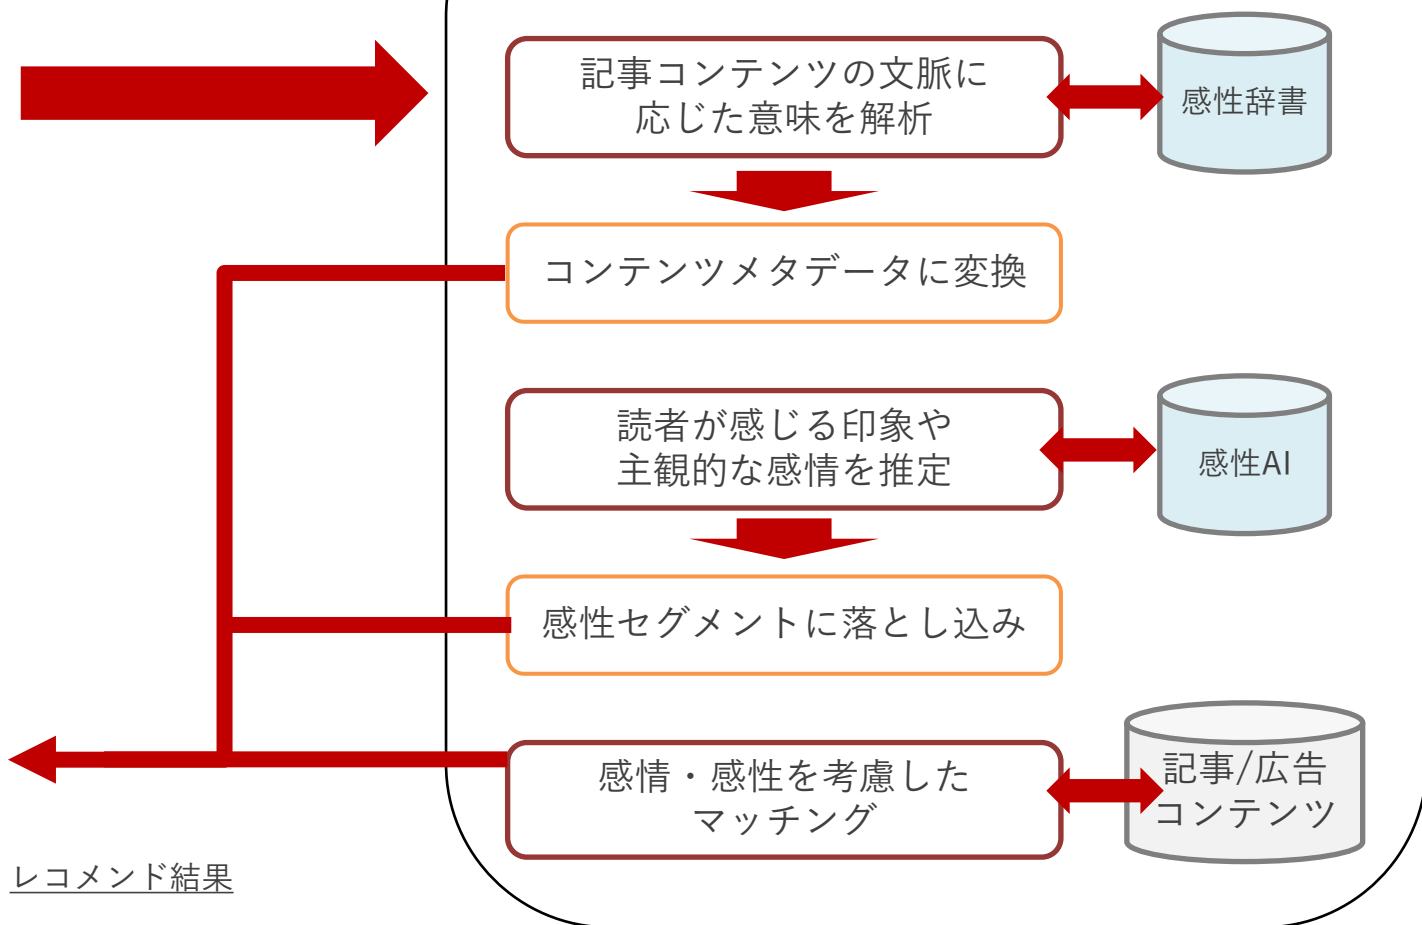 記事コンテンツの文脈に
応じた意味を解析
感性辞書
コンテンツメタデータに変換
読者が感じる印象や
主観的な感情を推定
感性AI
感性セグメントに落とし込み
感情・感性を考慮した
マッチング
記事/広告
コンテンツ
レコメンド結果